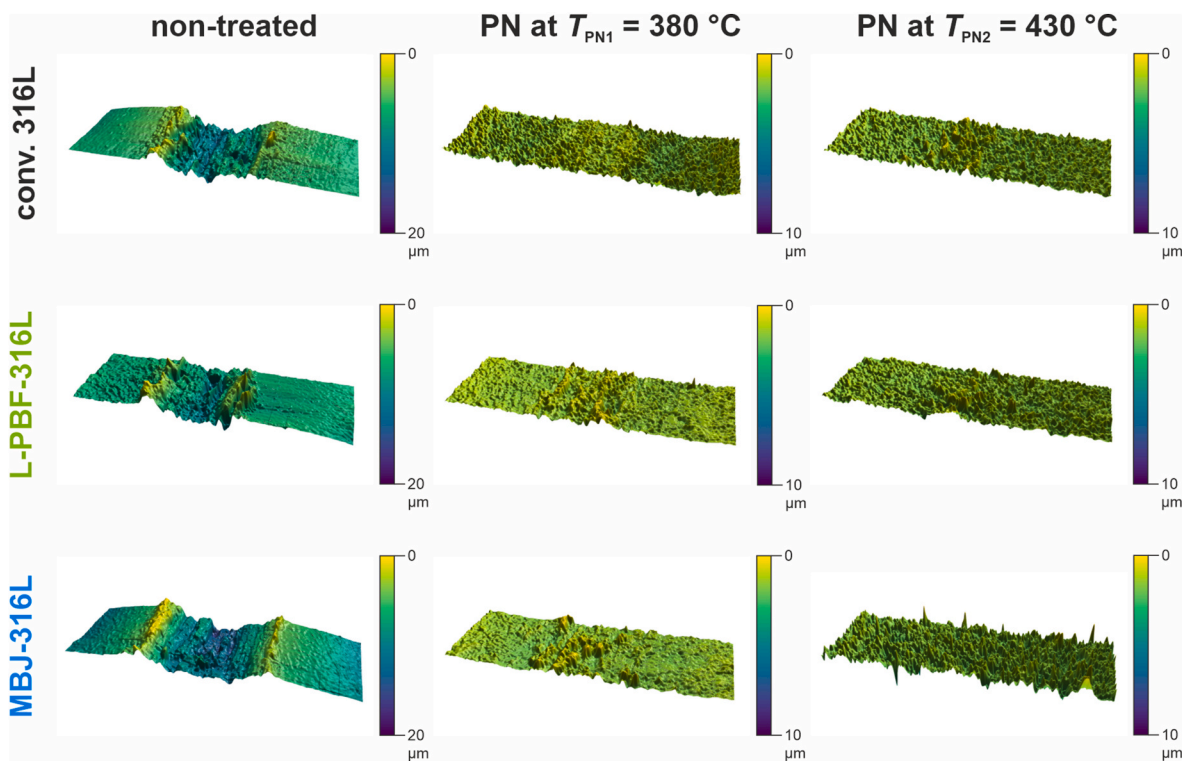 non-treated
PN at T_PN1 = 380 °C
PN at T_PN2 = 430 °C
conv. 316L
0
20
µm
0
10
µm
0
10
µm
L-PBF-316L
0
20
µm
0
10
µm
0
10
µm
MBJ-316L
0
20
µm
0
10
µm
0
10
µm